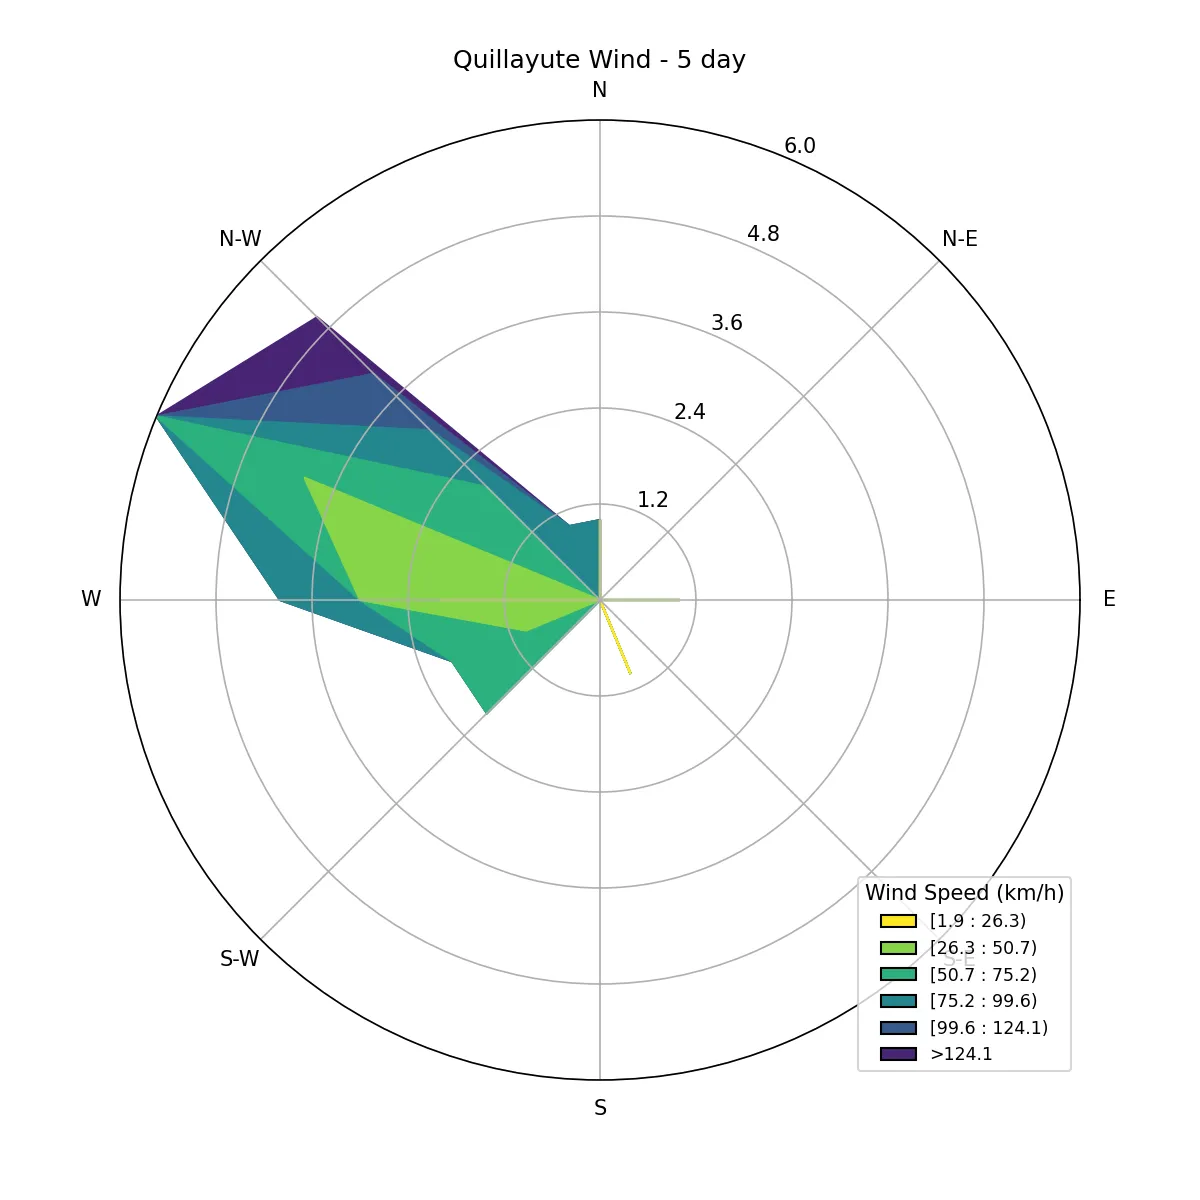 Quillayute Wind - 5 day
N
6.0
N-W
4.8
N-E
3.6
2.4
1.2
W
E
S-W
S-E
S
Wind Speed (km/h)
[1.9 : 26.3)
[26.3 : 50.7)
[50.7 : 75.2)
[75.2 : 99.6)
[99.6 : 124.1)
>124.1